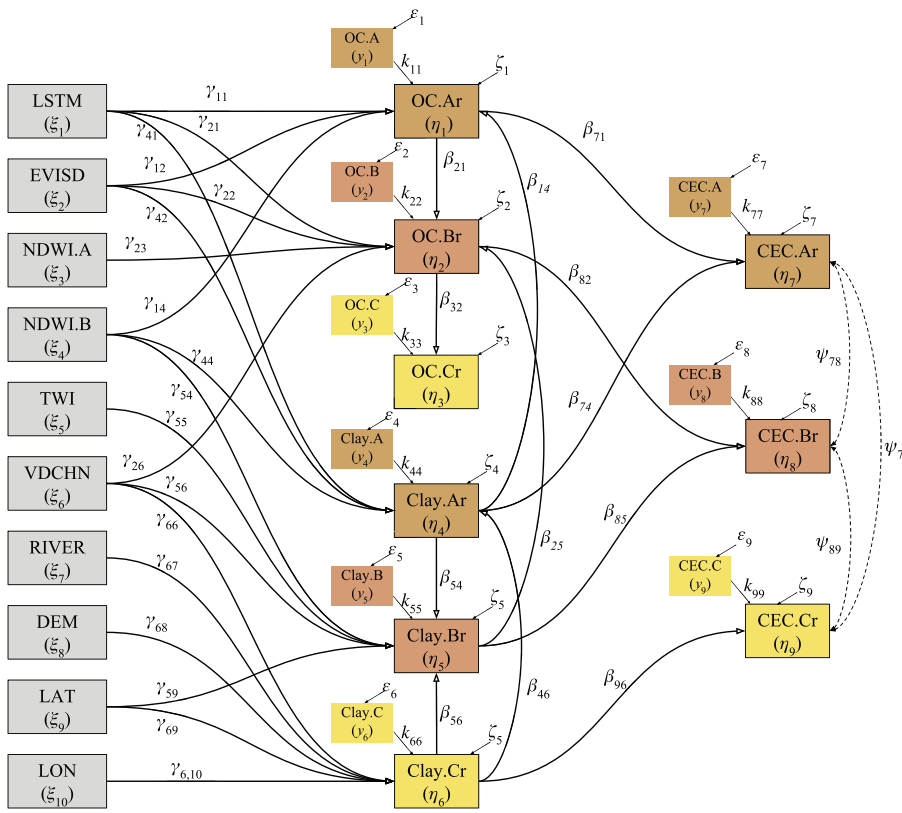 LSTM
(ξ1)
EVISD
(ξ2)
NDWI.A
(ξ3)
NDWI.B
(ξ4)
TWI
(ξ5)
VDCHN
(ξ6)
RIVER
(ξ7)
DEM
(ξ8)
LAT
(ξ9)
LON
(ξ10)
γ11
γ21
γ41
γ12
γ22
γ42
γ23
γ14
γ44
γ54
γ55
γ26
γ56
γ66
γ67
γ68
γ59
γ69
γ6,10
ε1
OC.A
(y1)
k11
ζ1
OC.Ar
(η1)
β21
ε2
OC.B
(y2)
k22
ζ2
OC.Br
(η2)
β32
ε3
OC.C
(y3)
k33
ζ3
OC.Cr
(η3)
ε4
Clay.A
(y4)
k44
ζ4
Clay.Ar
(η4)
β54
ε5
Clay.B
(y5)
k55
ζ5
Clay.Br
(η5)
β56
ε6
Clay.C
(y6)
k66
ζ5
Clay.Cr
(η6)
β14
β25
β46
β71
β82
β74
β85
β96
ε7
CEC.A
(y7)
k77
ζ7
CEC.Ar
(η7)
ε8
CEC.B
(y8)
k88
ζ8
CEC.Br
(η8)
ε9
CEC.C
(y9)
k99
ζ9
CEC.Cr
(η9)
ψ78
ψ7
ψ89